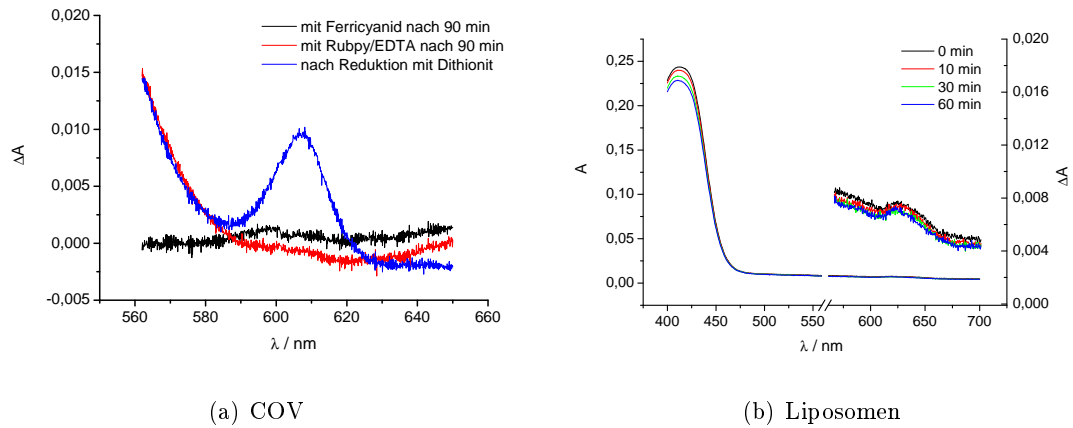 0,020
0,015
0,010
0,005
0,000
-0,005
ΔA
mit Ferricyanid nach 90 min
mit Rubpy/EDTA nach 90 min
nach Reduktion mit Dithionit
560 580 600 620 640 660
λ / nm
(a) COV
0,25
0,20
0,15
0,10
0,05
0,00
A
0 min
10 min
30 min
60 min
0,020
0,016
0,012
0,008
0,004
0,000
ΔA
400 450 500 550 600 650 700
λ / nm
(b) Liposomen